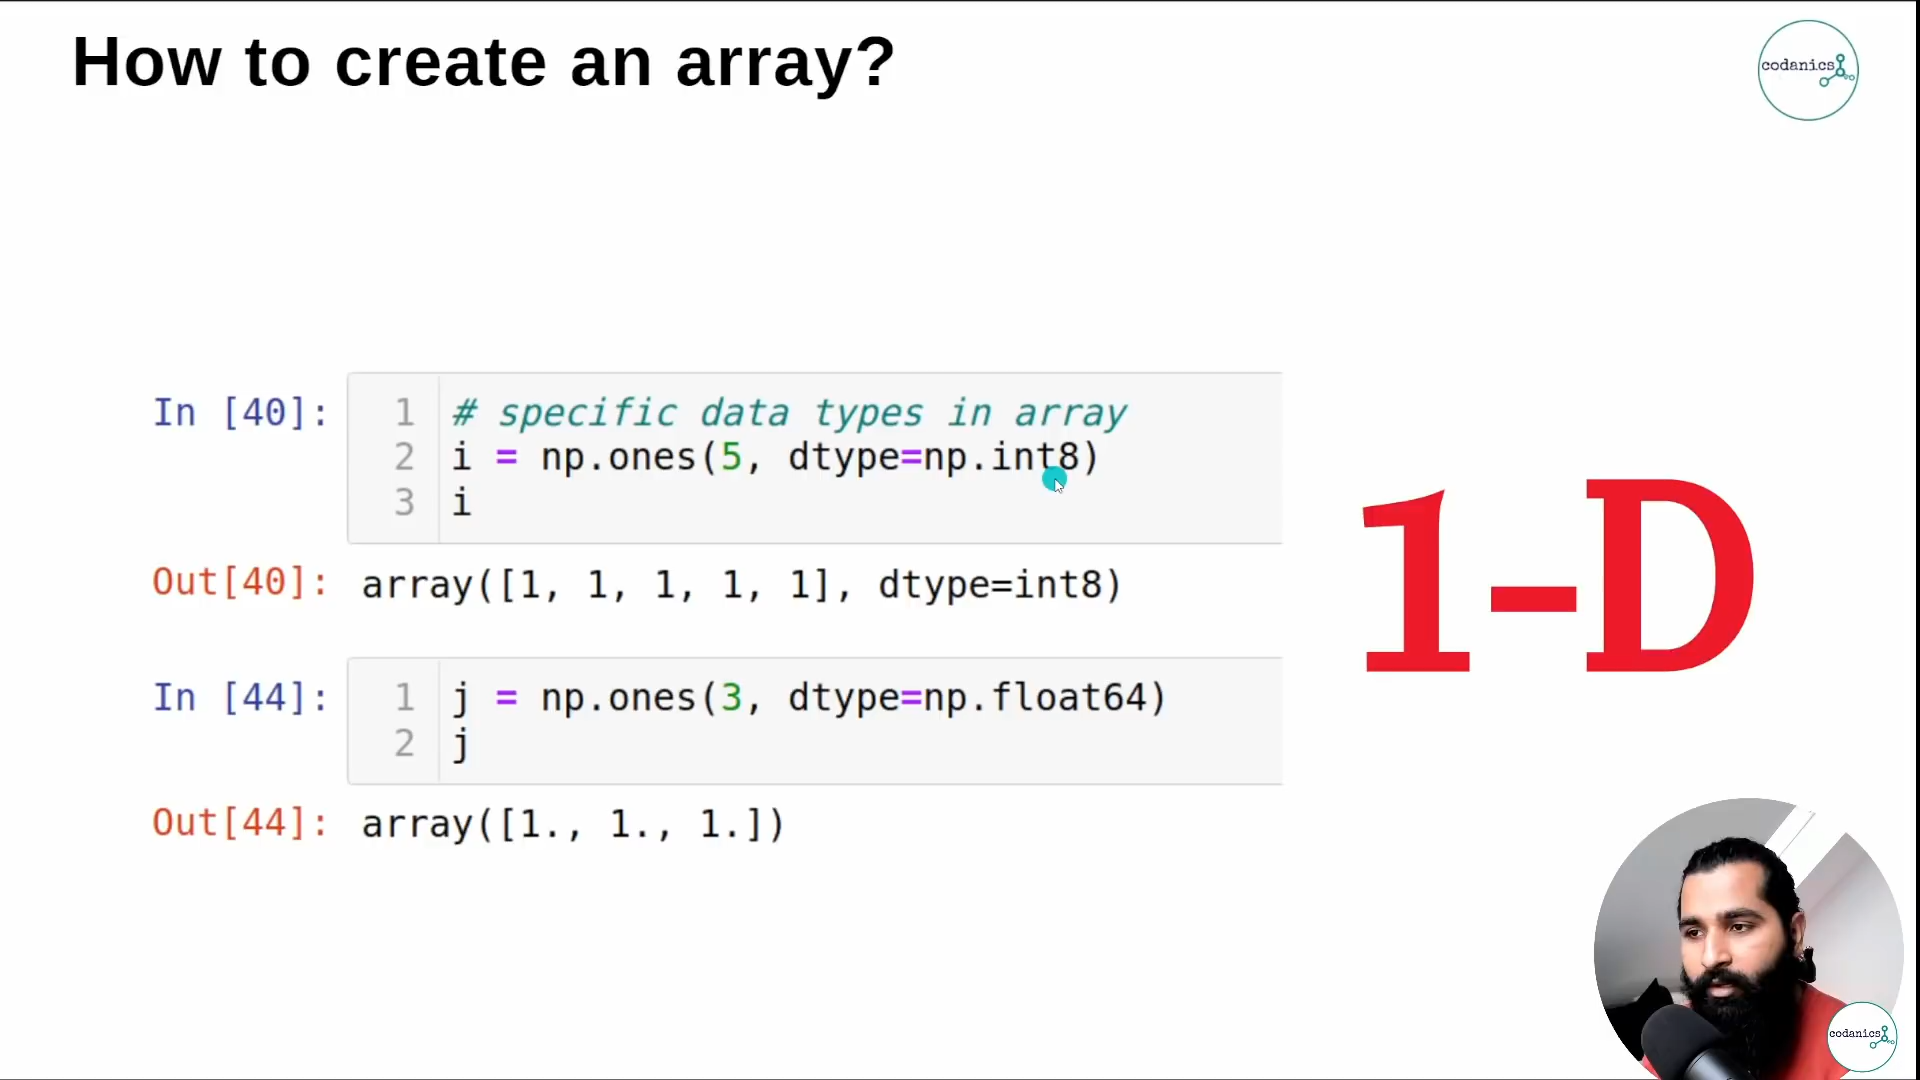 How to create an array?
codanics
In [40]:
1 # specific data types in array
2 i = np.ones(5, dtype=np.int8)
3 i
Out[40]: array([1, 1, 1, 1, 1], dtype=int8)
1-D
In [44]:
1 j = np.ones(3, dtype=np.float64)
2 j
Out[44]: array([1., 1., 1.])
codanics